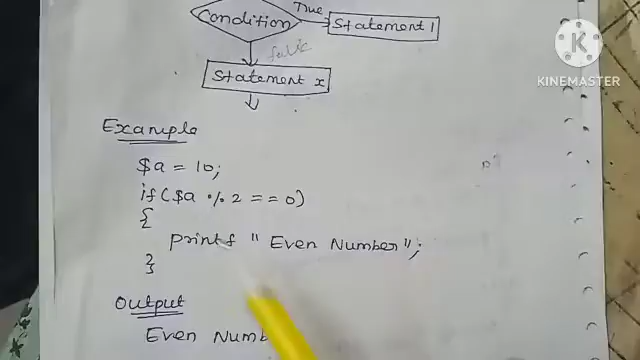 True
Condition
Statement 1
false
Statement x
KINEMASTER
Example
$a = 10;
if($a % 2 == 0)
{
printf "Even Number";
}
Output
Even Numb